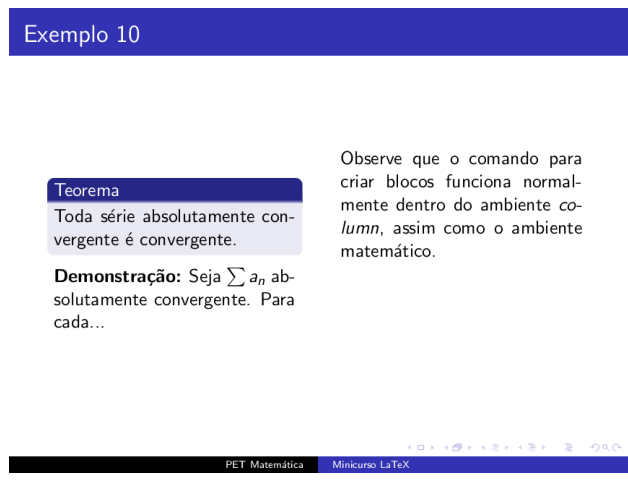 Exemplo 10
Teorema
Toda série absolutamente con-
vergente é convergente.
Demonstração: Seja ∑ aₙ ab-
solutamente convergente. Para
cada...
Observe que o comando para
criar blocos funciona normal-
mente dentro do ambiente co-
lumn, assim como o ambiente
matemático.
PET Matemática
Minicurso LaTeX